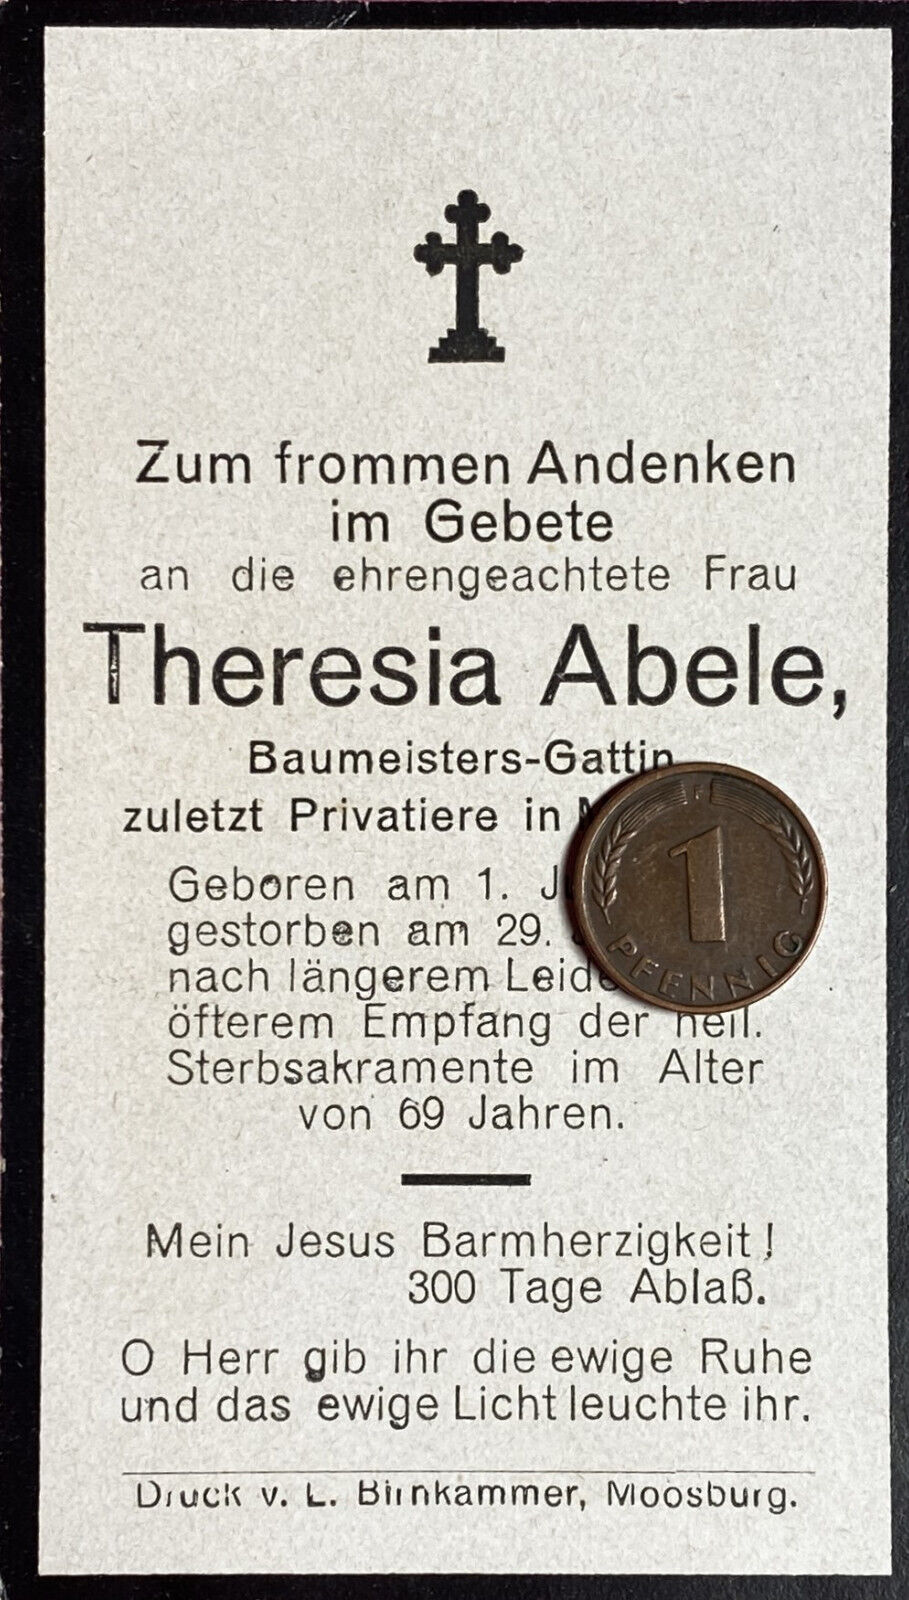 Zum frommen Andenken
im Gebete
an die ehrengeachtete Frau
Theresia Abele,
Baumeisters-Gattin
zuletzt Privatiere in
Geboren am 1.
gestorben am 29.
nach längerem
öfterem Empfang der heil.
Sterbsakramente im Alter
von 69 Jahren.
Mein Jesus Barmherzigkeit!
300 Tage Ablaß.
O Herr gib ihr die ewige Ruhe
und das ewige Licht leuchte ihr.
Druck v. L. Birnkammer, Moosburg.
F
1
PFENNIG